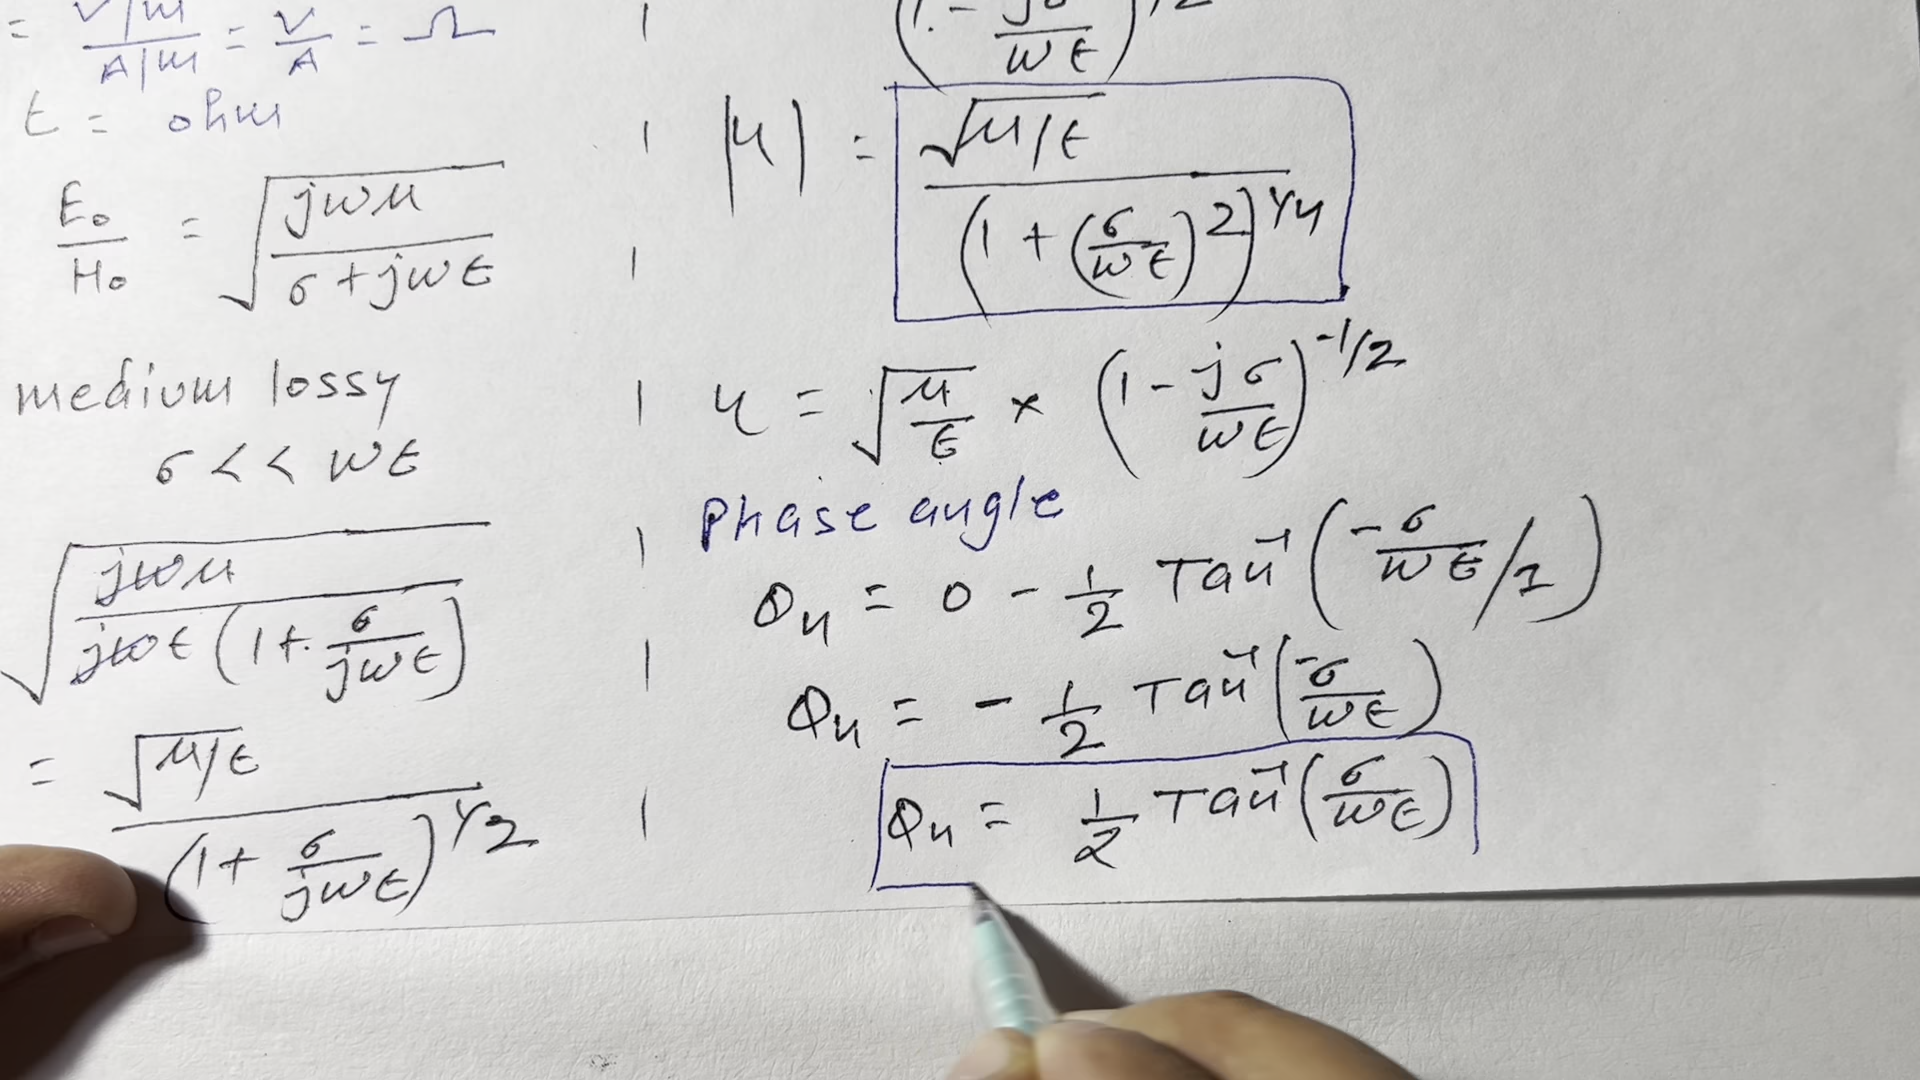 = V/m / A/m = V/A = Ω
t = ohm
E₀/H₀ = √(jωμ / σ+jωϵ)
medium lossy
σ << ωϵ
√(jωμ / jωϵ(1+ σ/jωϵ))
= √μ/ϵ / (1+ σ/jωϵ)^1/2
(1 - jσ/ωϵ)^1/2
|η| = √μ/ϵ / (1 + (σ/ωϵ)^2)^1/4
η = √(μ/ϵ) × (1 - jσ/ωϵ)^-1/2
Phase angle
θη = 0 - 1/2 Tan^-1 (-σ/ωϵ/1)
θη = - 1/2 Tan^-1 (-σ/ωϵ)
θη = 1/2 Tan^-1 (σ/ωϵ)